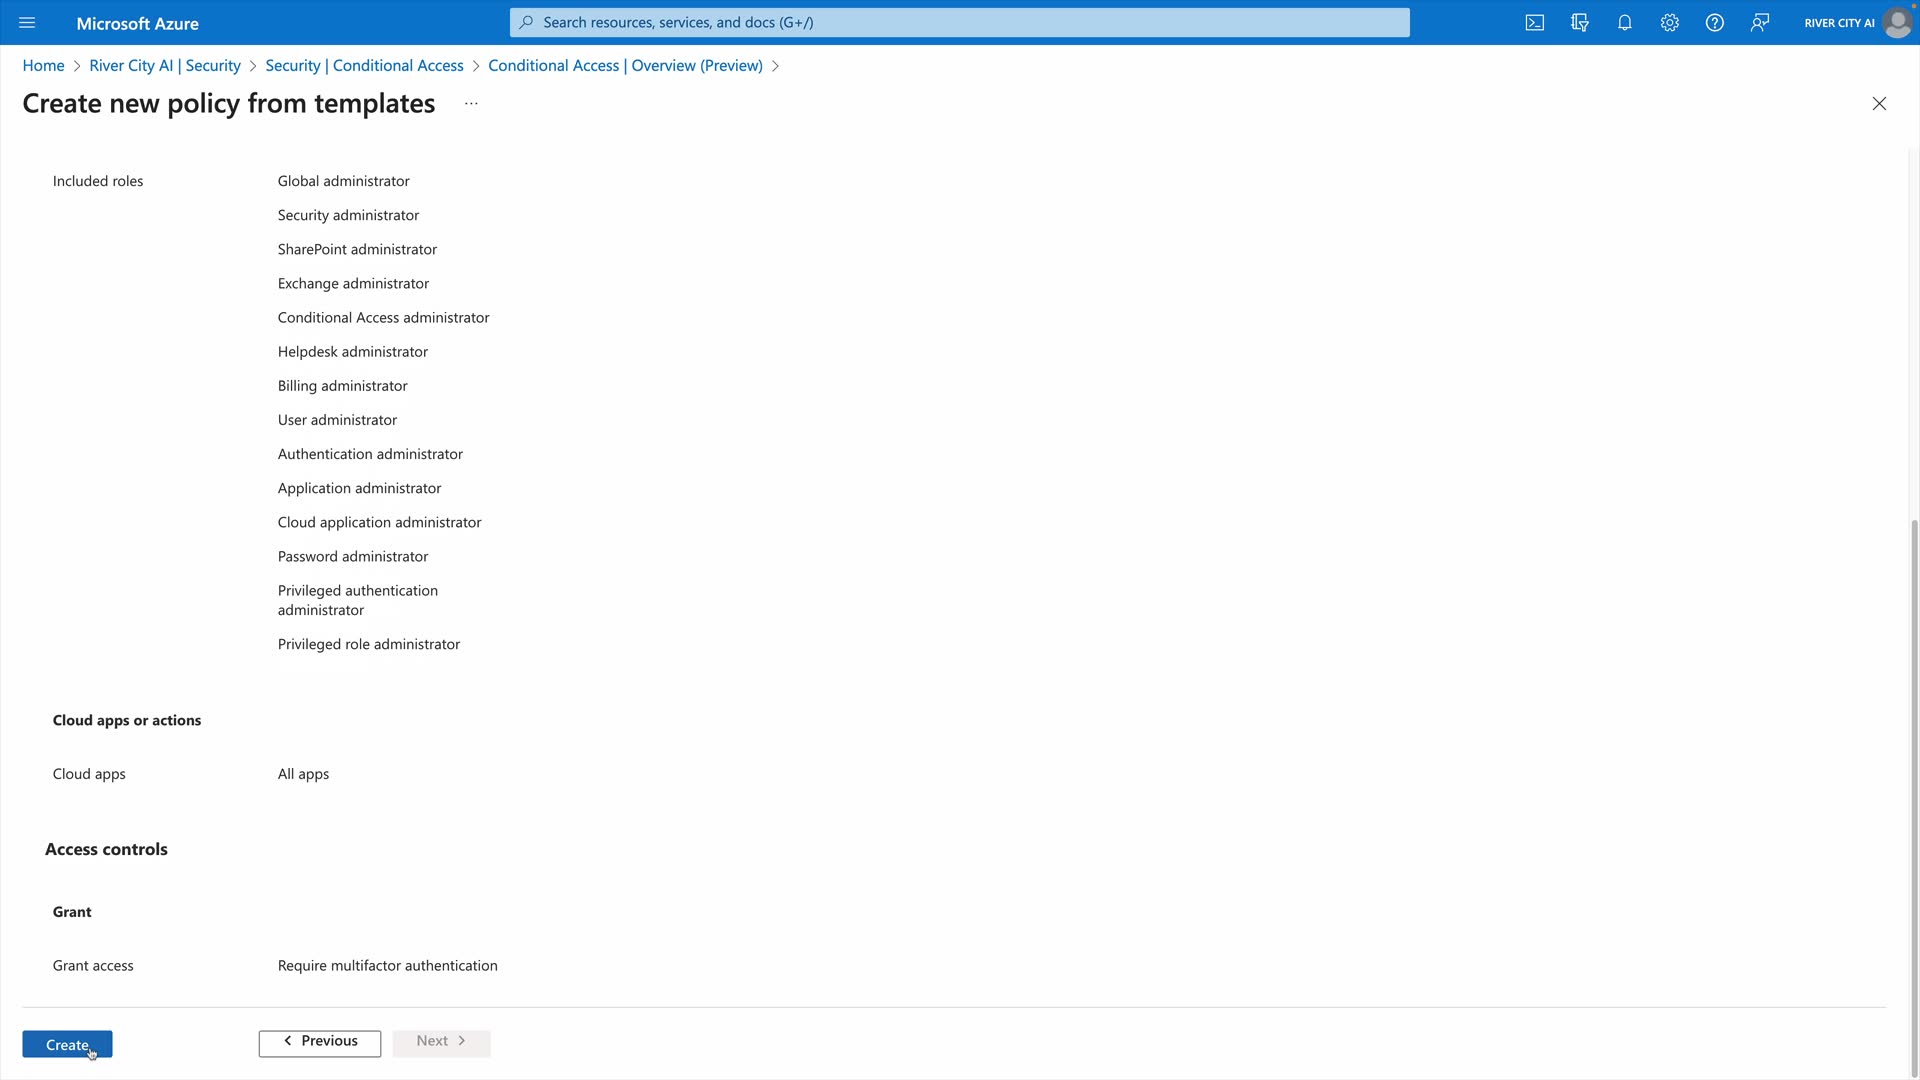 Microsoft Azure
Search resources, services, and docs (G+/)
RIVER CITY AI
Home > River City AI | Security > Security | Conditional Access > Conditional Access | Overview (Preview) >
Create new policy from templates ...
Included roles
Global administrator
Security administrator
SharePoint administrator
Exchange administrator
Conditional Access administrator
Helpdesk administrator
Billing administrator
User administrator
Authentication administrator
Application administrator
Cloud application administrator
Password administrator
Privileged authentication
administrator
Privileged role administrator
Cloud apps or actions
Cloud apps
All apps
Access controls
Grant
Grant access
Require multifactor authentication
Create
< Previous
Next >